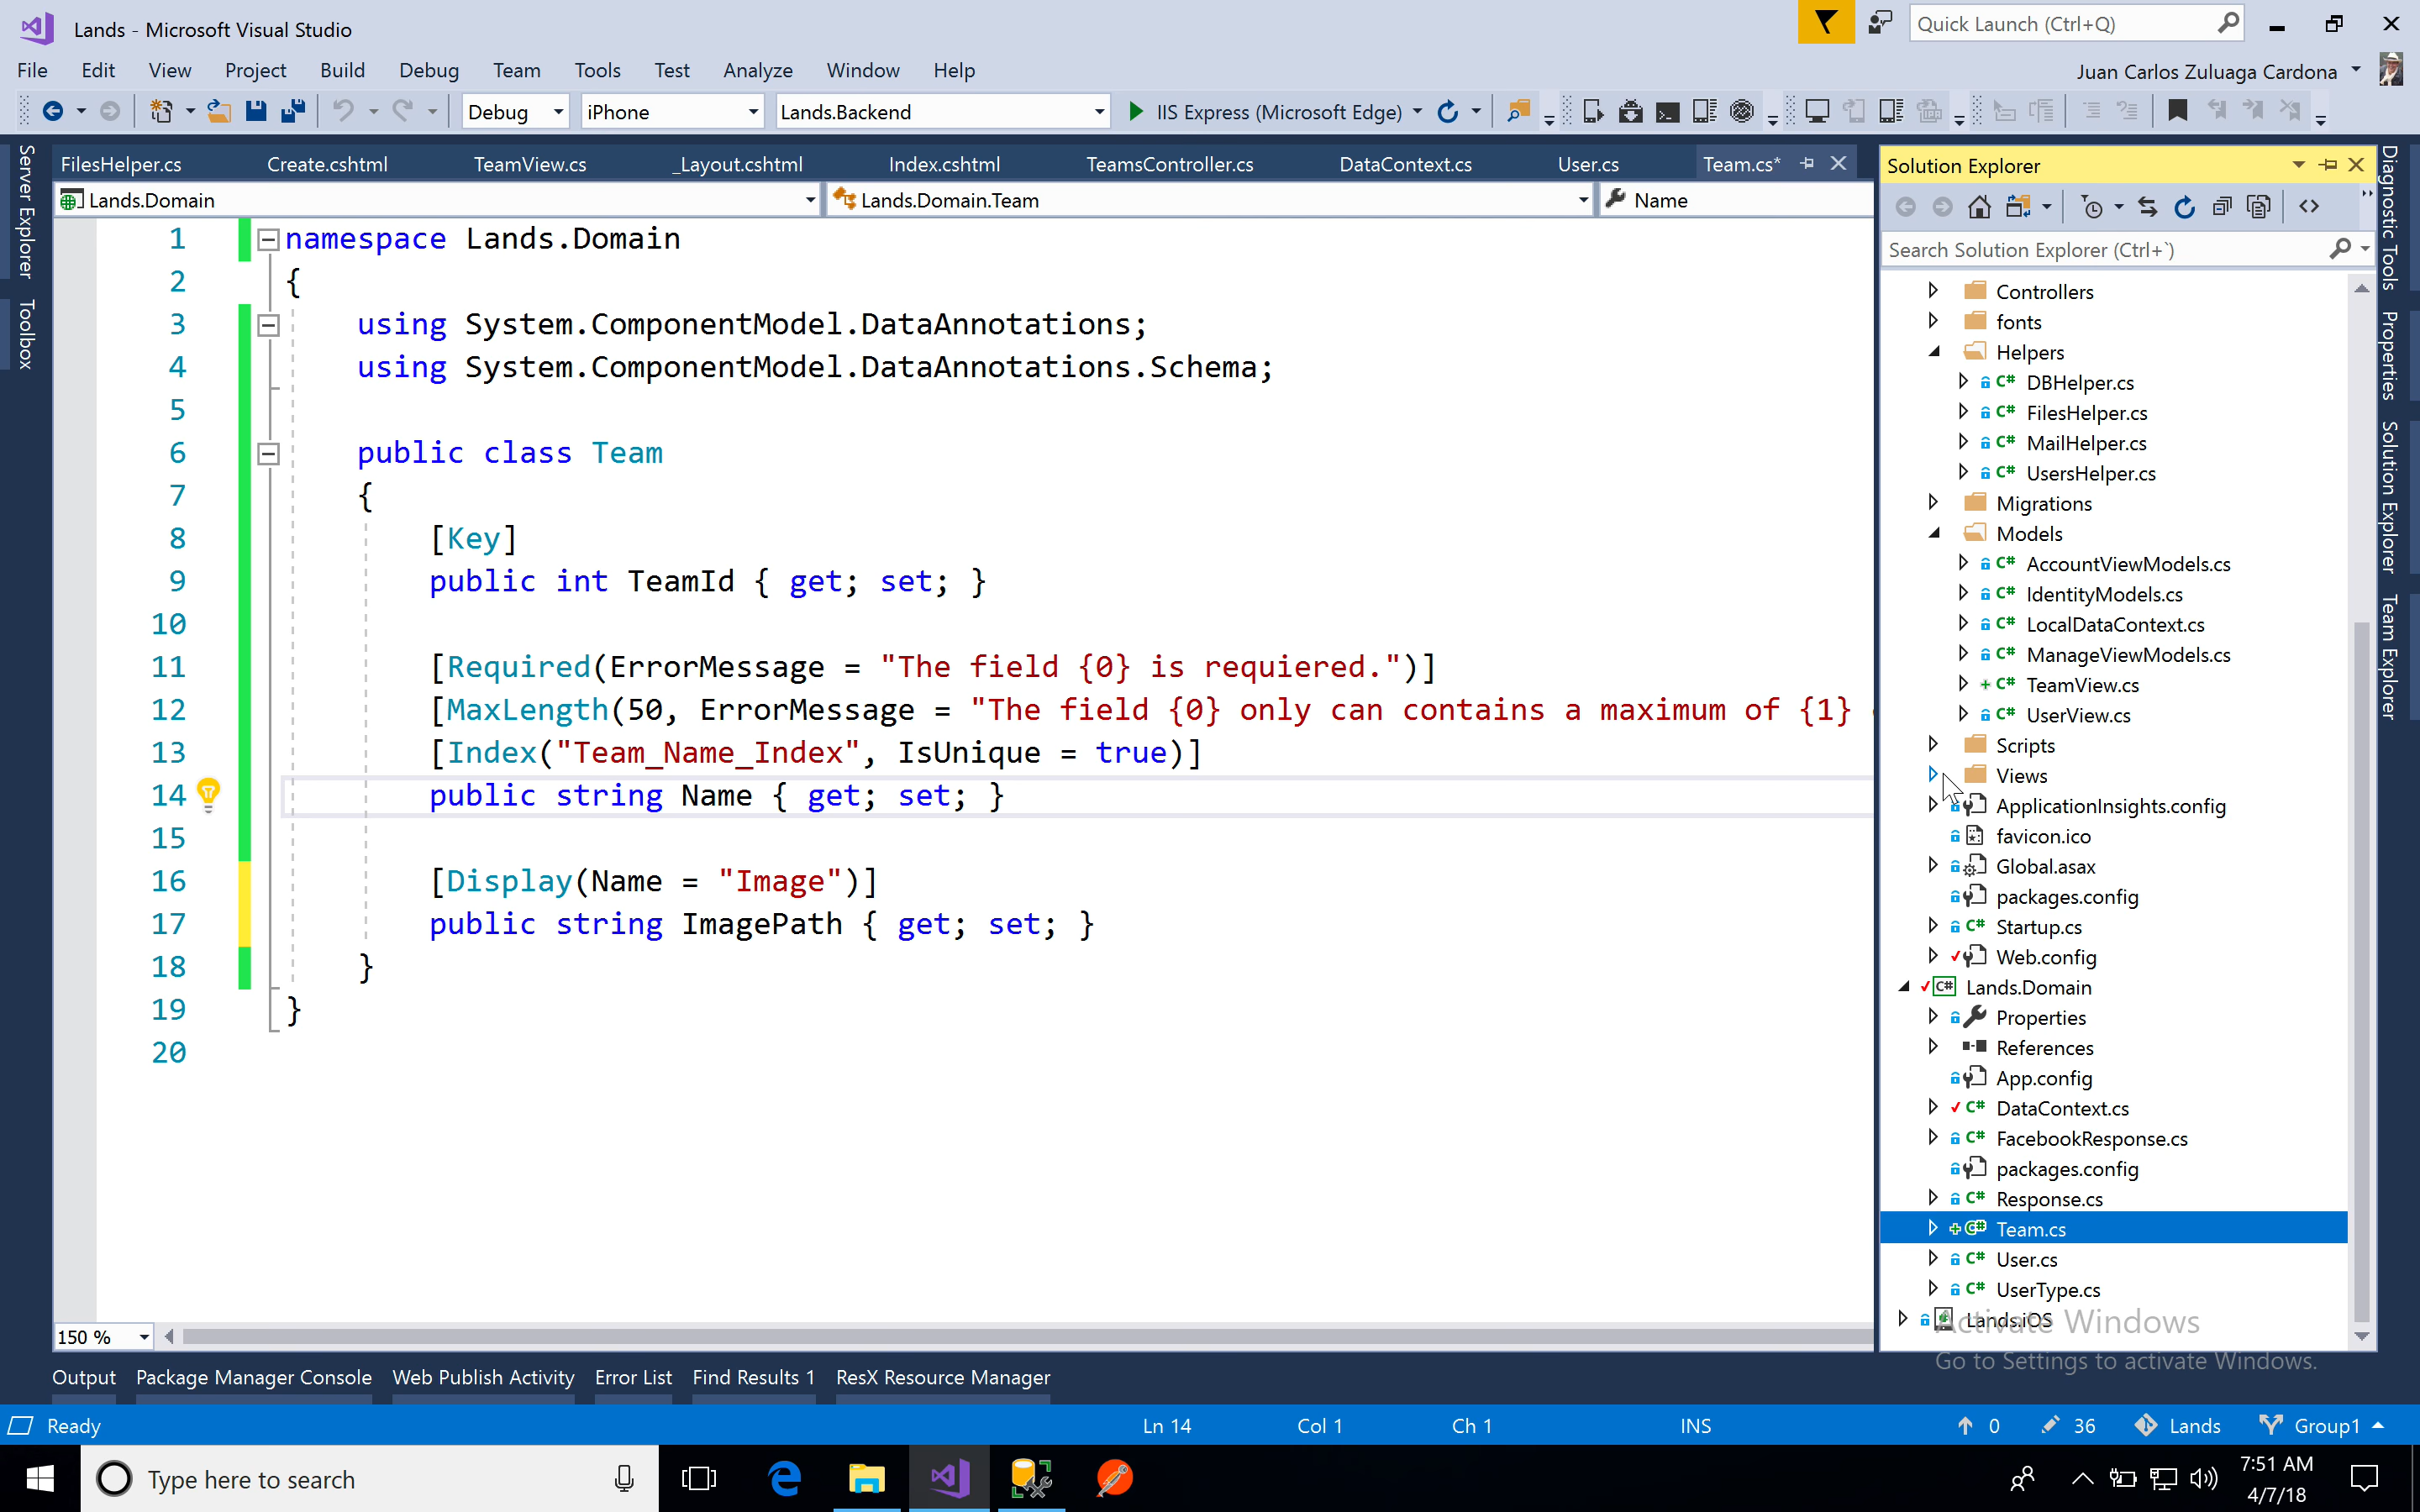 Lands - Microsoft Visual Studio
Quick Launch (Ctrl+Q)
File Edit View Project Build Debug Team Tools Test Analyze Window Help
Juan Carlos Zuluaga Cardona
Debug iPhone Lands.Backend IIS Express (Microsoft Edge)
FilesHelper.cs Create.cshtml TeamView.cs _Layout.cshtml Index.cshtml TeamsController.cs DataContext.cs User.cs Team.cs*
Lands.Domain Lands.Domain.Team Name
Server Explorer
Toolbox
1 namespace Lands.Domain
2 {
3 using System.ComponentModel.DataAnnotations;
4 using System.ComponentModel.DataAnnotations.Schema;
5
6 public class Team
7 {
8 [Key]
9 public int TeamId { get; set; }
10
11 [Required(ErrorMessage = "The field {0} is requiered.")]
12 [MaxLength(50, ErrorMessage = "The field {0} only can contains a maximum of {1}
13 [Index("Team_Name_Index", IsUnique = true)]
14 public string Name { get; set; }
15
16 [Display(Name = "Image")]
17 public string ImagePath { get; set; }
18 }
19 }
20
150 %
Solution Explorer
Search Solution Explorer (Ctrl+`)
Controllers
fonts
Helpers
C# DBHelper.cs
C# FilesHelper.cs
C# MailHelper.cs
C# UsersHelper.cs
Migrations
Models
C# AccountViewModels.cs
C# IdentityModels.cs
C# LocalDataContext.cs
C# ManageViewModels.cs
C# TeamView.cs
C# UserView.cs
Scripts
Views
ApplicationInsights.config
favicon.ico
Global.asax
packages.config
C# Startup.cs
Web.config
C# Lands.Domain
Properties
References
App.config
C# DataContext.cs
C# FacebookResponse.cs
packages.config
C# Response.cs
C# Team.cs
C# User.cs
C# UserType.cs
Lands.iOS
Activate Windows
Go to Settings to activate Windows.
Diagnostic Tools
Properties
Solution Explorer
Team Explorer
Output Package Manager Console Web Publish Activity Error List Find Results 1 ResX Resource Manager
Ready Ln 14 Col 1 Ch 1 INS 0 36 Lands Group1
Type here to search
7:51 AM
4/7/18